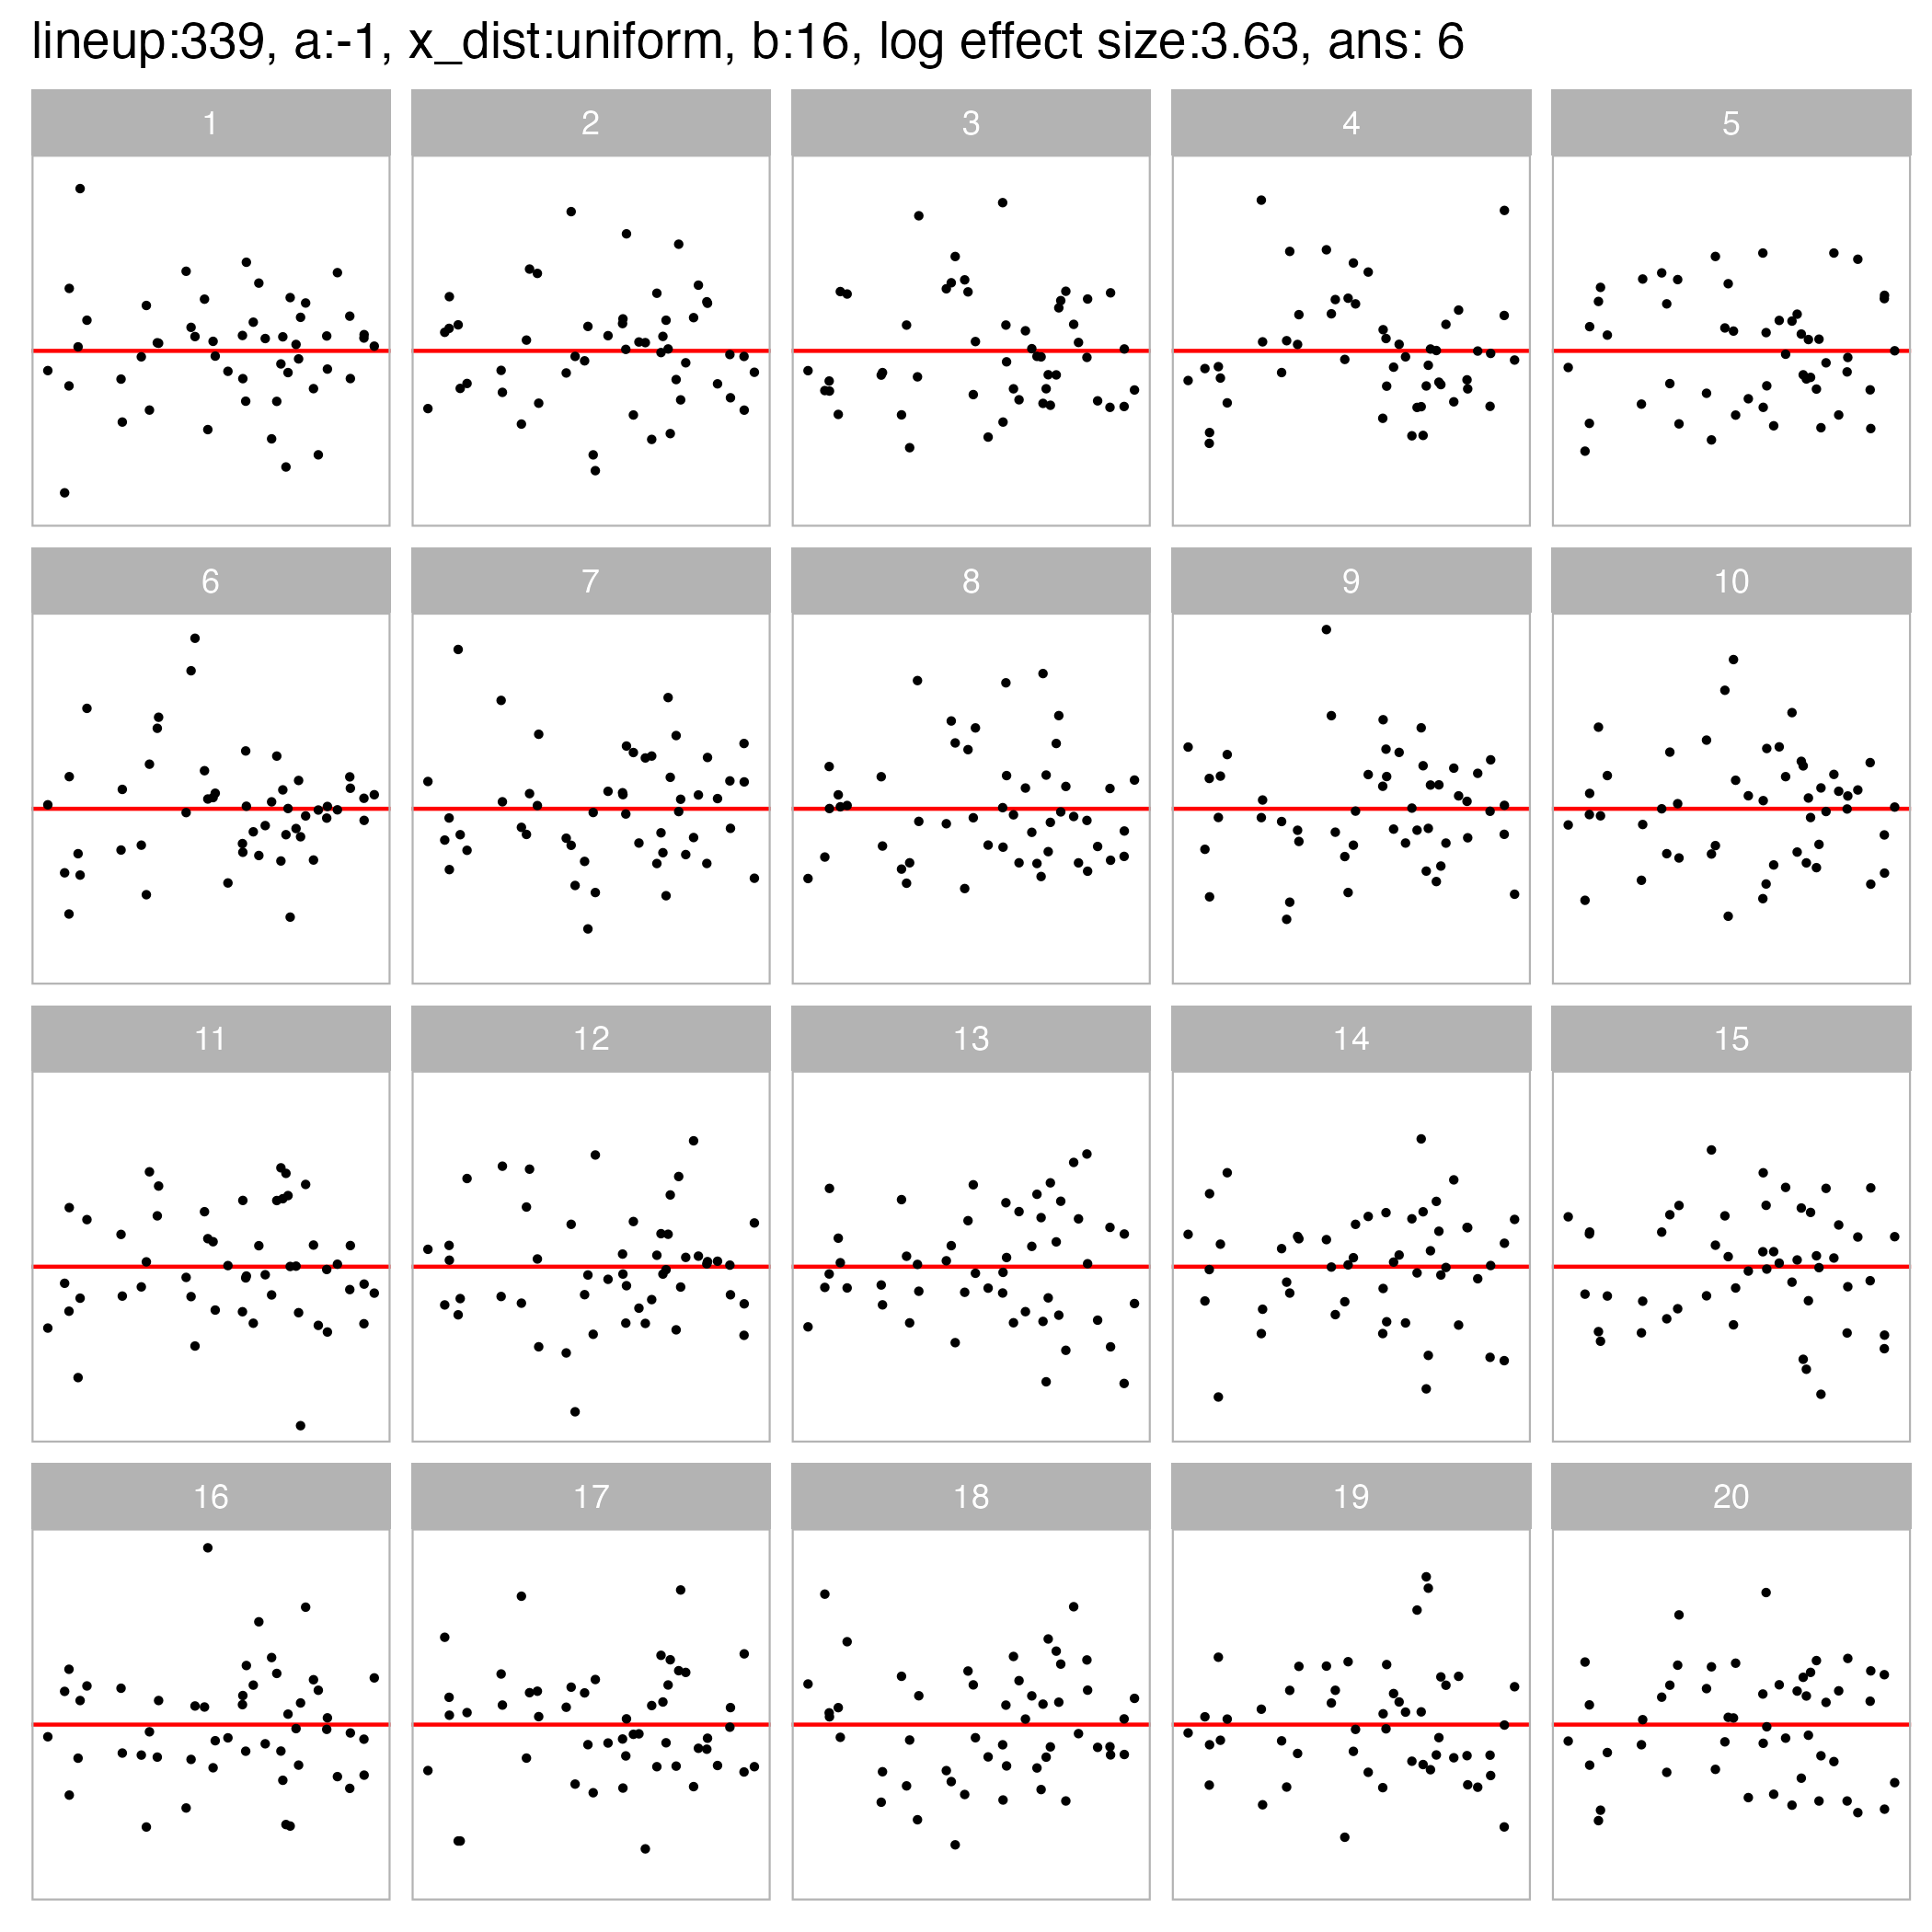 lineup:339, a:-1, x_dist:uniform, b:16, log effect size:3.63, ans: 6
1 2 3 4 5
6 7 8 9 10
11 12 13 14 15
16 17 18 19 20